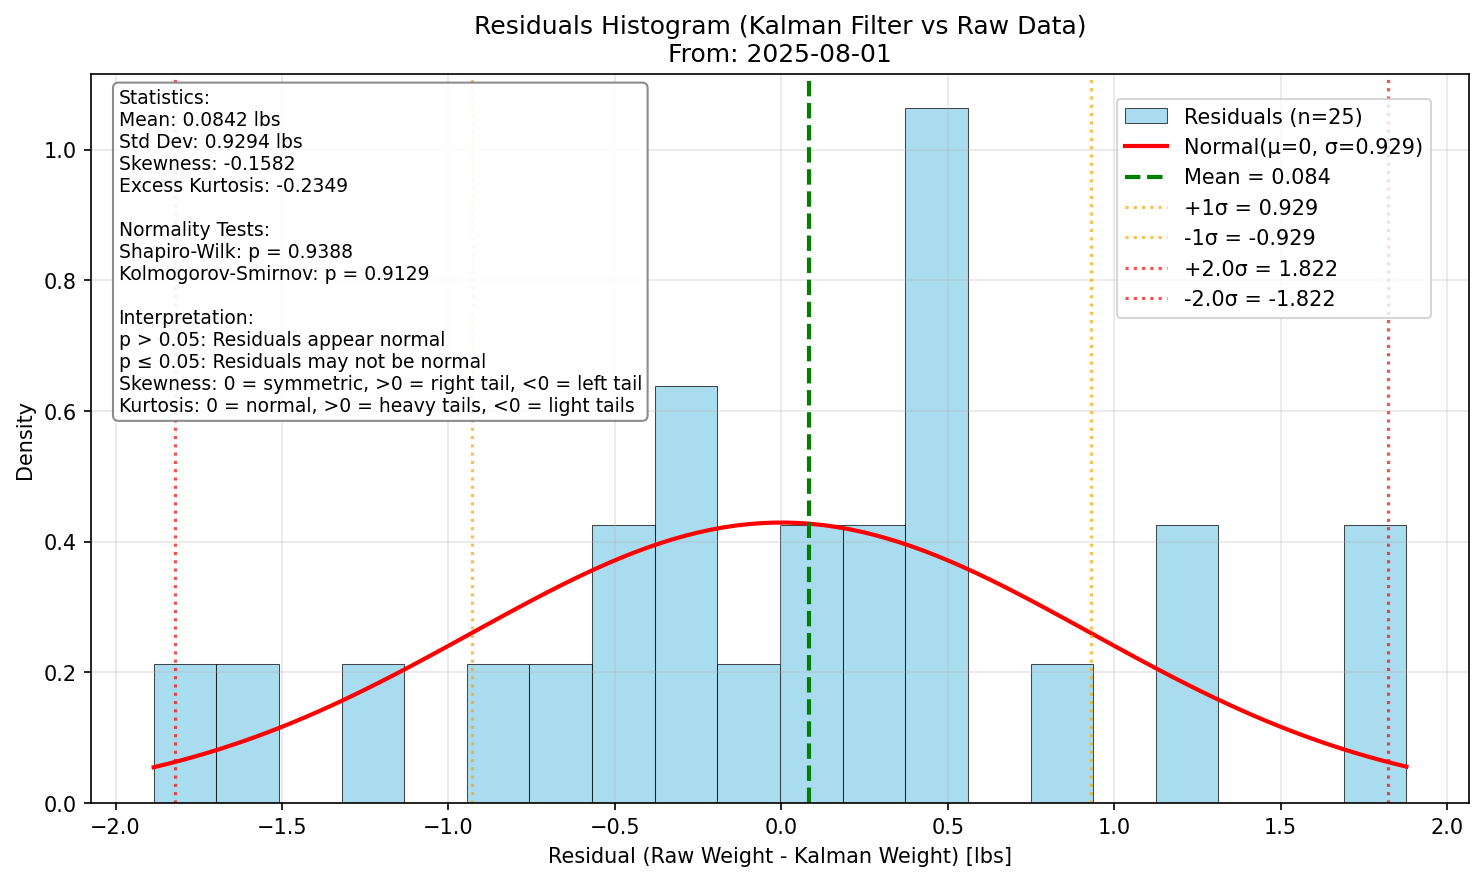 Residuals Histogram (Kalman Filter vs Raw Data)
From: 2025-08-01
Statistics:
Mean: 0.0842 lbs
Std Dev: 0.9294 lbs
Skewness: -0.1582
Excess Kurtosis: -0.2349
Normality Tests:
Shapiro-Wilk: p = 0.9388
Kolmogorov-Smirnov: p = 0.9129
Interpretation:
p > 0.05: Residuals appear normal
p ≤ 0.05: Residuals may not be normal
Skewness: 0 = symmetric, >0 = right tail, <0 = left tail
Kurtosis: 0 = normal, >0 = heavy tails, <0 = light tails
Residuals (n=25)
Normal(μ=0, σ=0.929)
Mean = 0.084
+1σ = 0.929
-1σ = -0.929
+2.0σ = 1.822
-2.0σ = -1.822
Density
1.0
0.8
0.6
0.4
0.2
0.0
−2.0 −1.5 −1.0 −0.5 0.0 0.5 1.0 1.5 2.0
Residual (Raw Weight - Kalman Weight) [lbs]